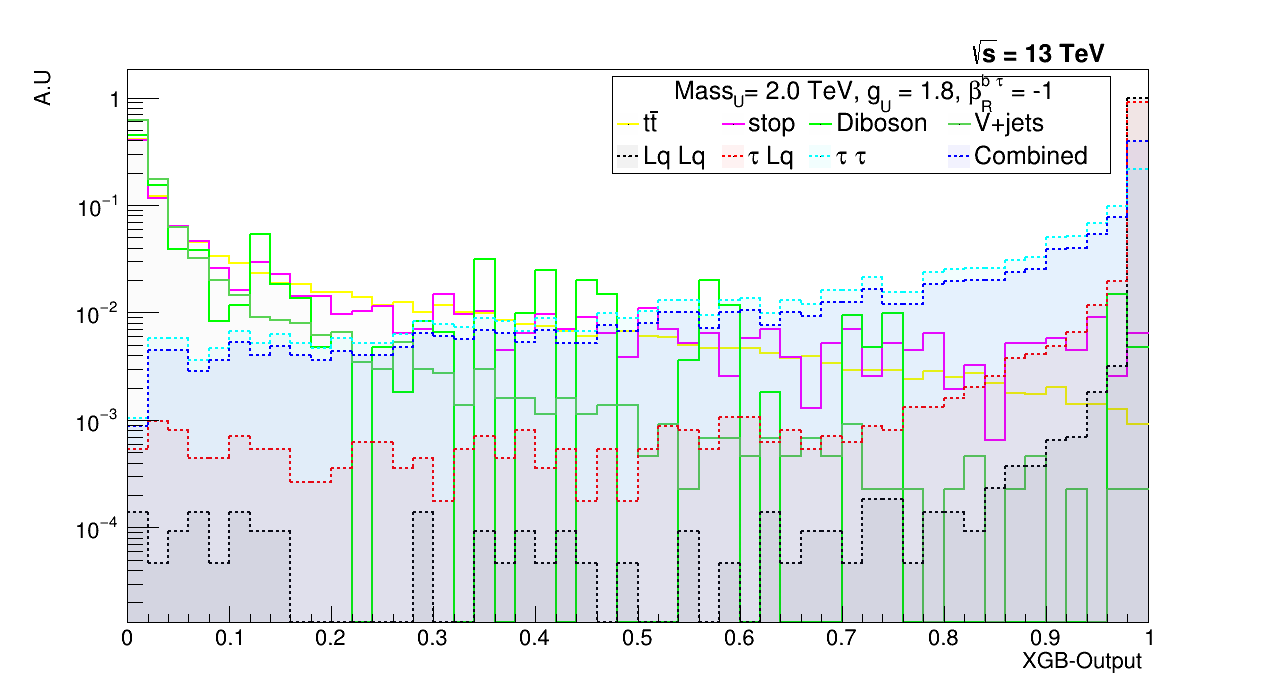 √s = 13 TeV
A.U
Mass_U= 2.0 TeV, g_U = 1.8, β_R^{b τ} = -1
tt̄ stop Diboson V+jets
Lq Lq τ Lq τ τ Combined
1
10⁻¹
10⁻²
10⁻³
10⁻⁴
0 0.1 0.2 0.3 0.4 0.5 0.6 0.7 0.8 0.9 1
XGB-Output